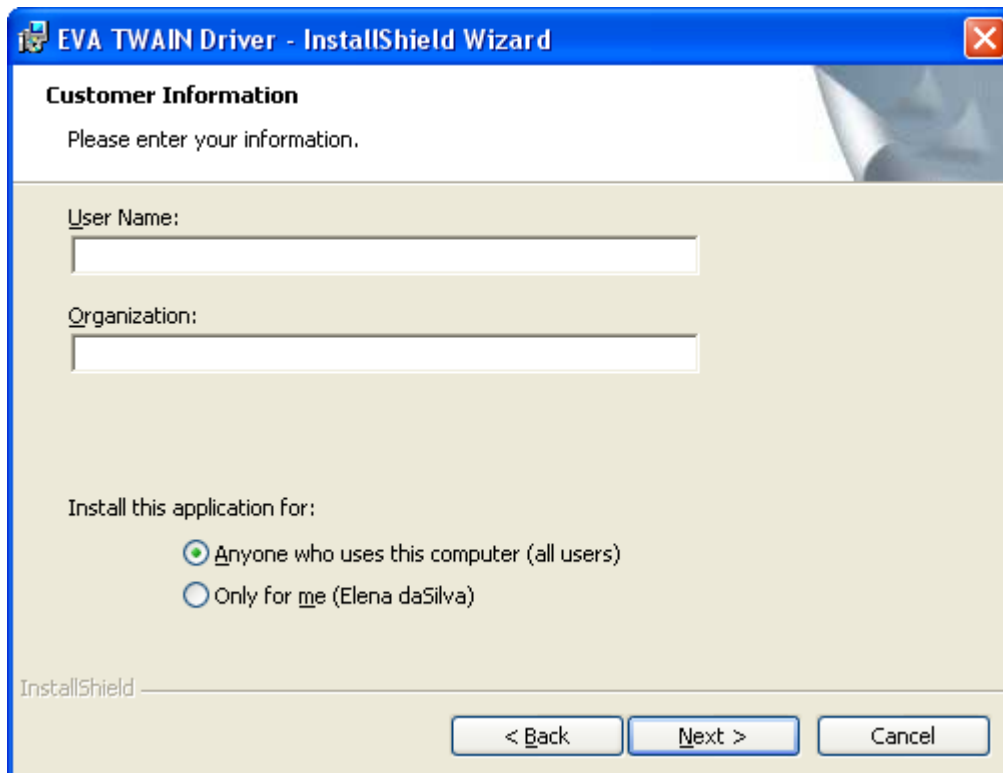 EVA TWAIN Driver - InstallShield Wizard
Customer Information
Please enter your information.
User Name:
Organization:
Install this application for:
Anyone who uses this computer (all users)
Only for me (Elena daSilva)
InstallShield
< Back
Next >
Cancel